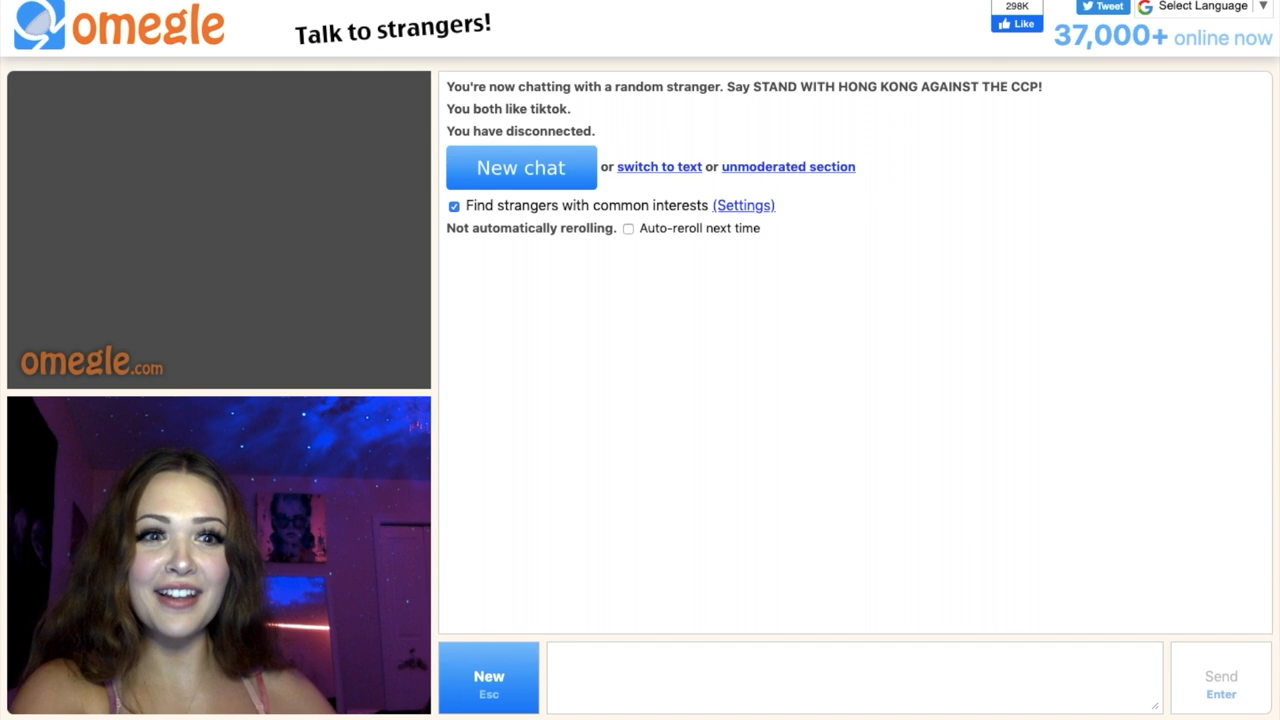 omegle
Talk to strangers!
298K
Like
Tweet
Select Language
37,000+ online now
You're now chatting with a random stranger. Say STAND WITH HONG KONG AGAINST THE CCP!
You both like tiktok.
You have disconnected.
New chat or switch to text or unmoderated section
Find strangers with common interests (Settings)
Not automatically rerolling. Auto-reroll next time
omegle.com
New
Esc
Send
Enter